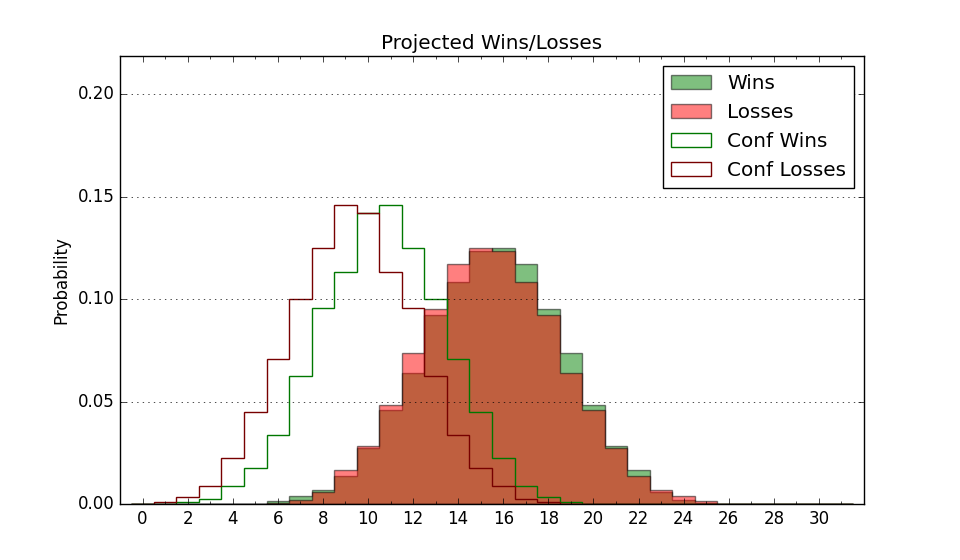 Projected Wins/Losses
Wins
Losses
Conf Wins
Conf Losses
Probability
0.20
0.15
0.10
0.05
0.00
0 2 4 6 8 10 12 14 16 18 20 22 24 26 28 30